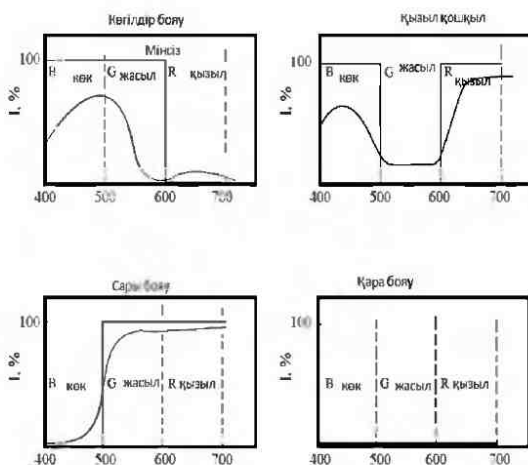 Көгілдір бояу
Мінсіз
100
B көк G жасыл R қызыл
I, %
400 500 600 700
Қызыл қошқыл
100
B көк G жасыл R қызыл
I, %
400 500 600 700
Сары бояу
100
B көк G жасыл R қызыл
I, %
400 500 600 700
Қара бояу
100
B көк G жасыл R қызыл
I, %
400 500 600 700